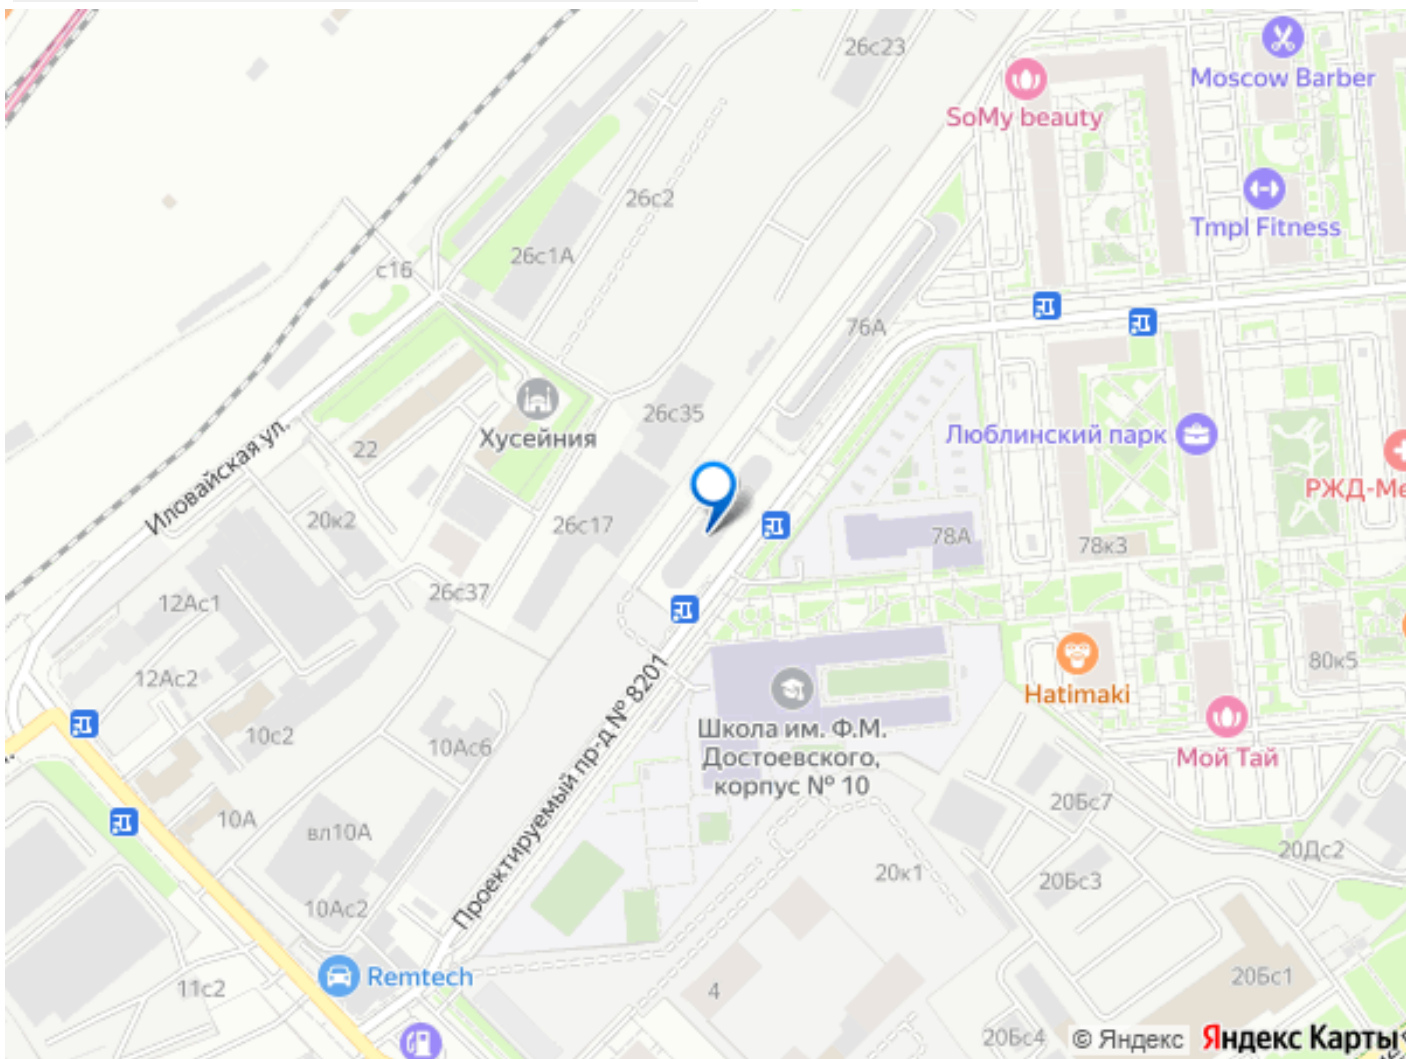 26с23
Moscow Barber
SoMy beauty
26с2
Tmpl Fitness
26с1А
с16
76А
26с35
Хусейния
Люблинский парк
22
Иловайская ул.
РЖД-Ме
20к2
26с17
78А
78к3
26с37
12Ас1
12Ас2
80к5
Hatimaki
10с2
10Ас6
Школа им. Ф.М.
Достоевского,
корпус № 10
Мой Тай
Проектируемый пр-д № 8201
20Бс7
10А
вл10А
20Дс2
20к1
20Бс3
10Ас2
Remtech
11с2
4
20Бс1
20Бс4
© Яндекс
Яндекс Карты